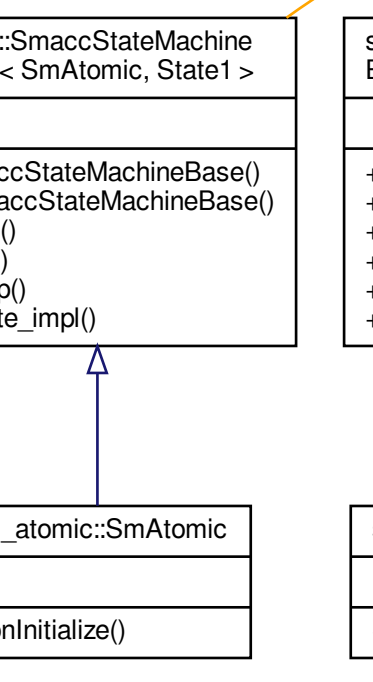 ::SmaccStateMachine
< SmAtomic, State1 >
ccStateMachineBase()
accStateMachineBase()
()
()
p()
te_impl()
_atomic::SmAtomic
nInitialize()
s
E
+
+
+
+
+
+